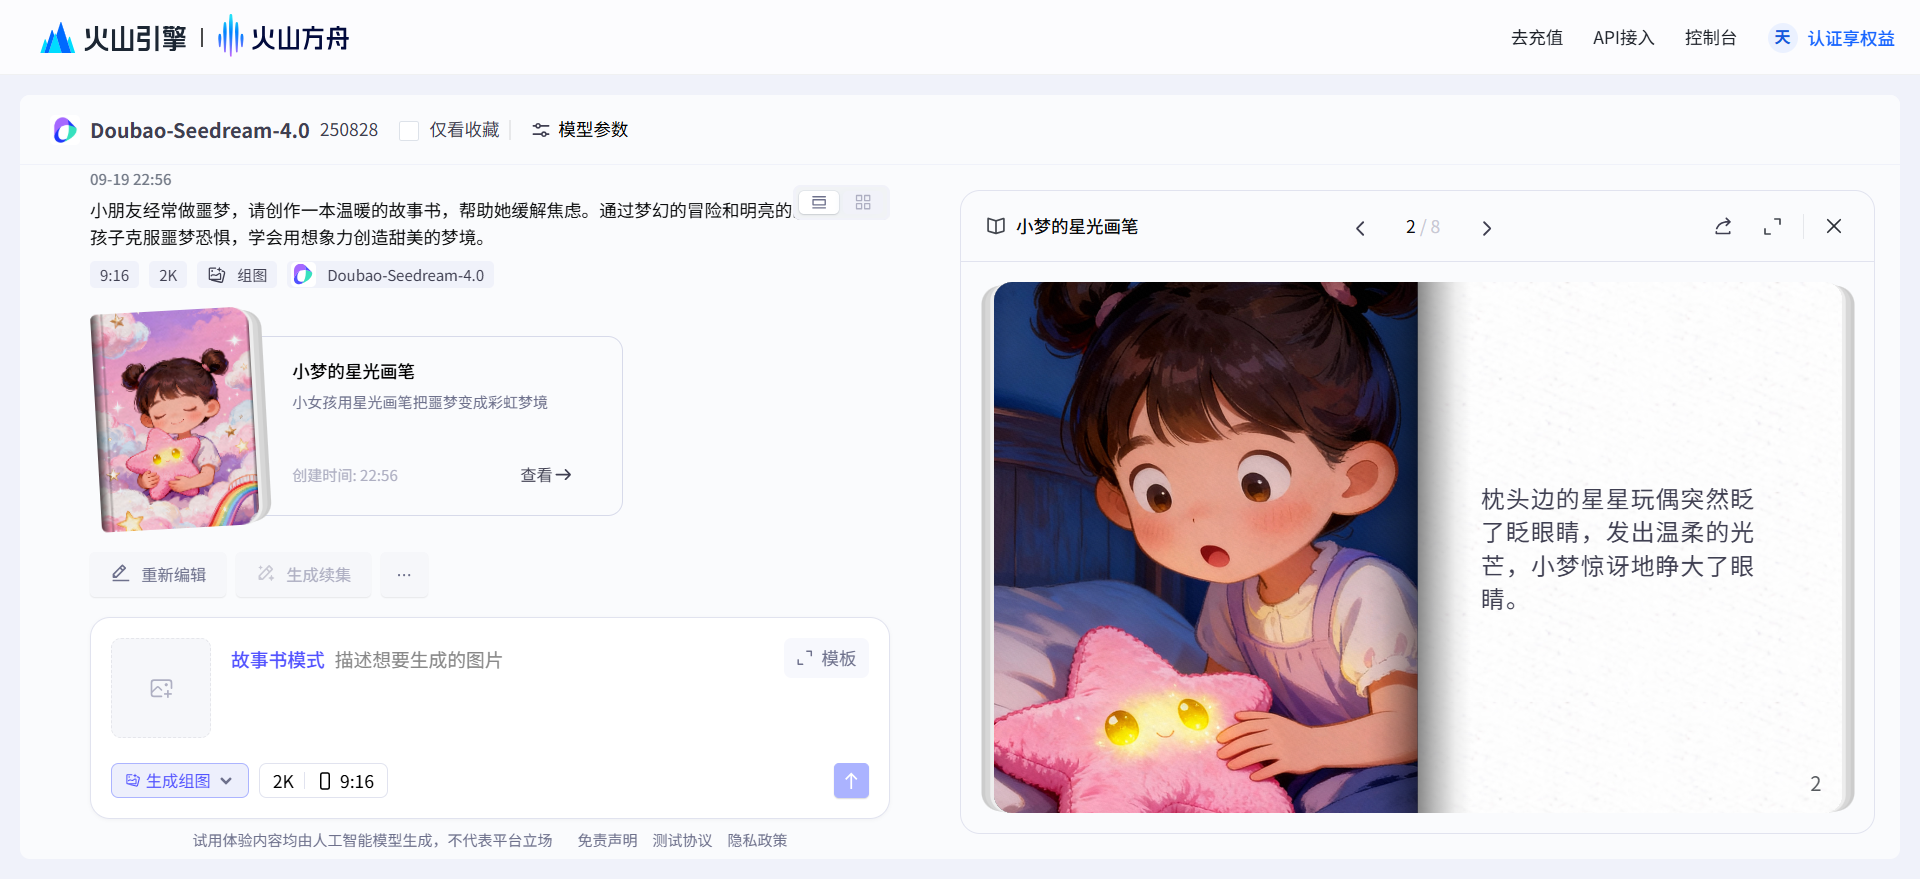 火山引擎 | 火山方舟
去充值 API接入 控制台 天 认证享权益
Doubao-Seedream-4.0 250828 仅看收藏 模型参数
09-19 22:56
小朋友经常做噩梦，请创作一本温暖的故事书，帮助她缓解焦虑。通过梦幻的冒险和明亮的
孩子克服噩梦恐惧，学会用想象力创造甜美的梦境。
9:16 2K 组图 Doubao-Seedream-4.0
小梦的星光画笔
小女孩用星光画笔把噩梦变成彩虹梦境
创建时间: 22:56 查看
重新编辑 生成续集 ...
故事书模式 描述想要生成的图片 模板
生成组图 2K 9:16
试用体验内容均由人工智能模型生成，不代表平台立场 免责声明 测试协议 隐私政策
小梦的星光画笔 2 / 8
枕头边的星星玩偶突然眨
了眨眼睛，发出温柔的光
芒，小梦惊讶地睁大了眼
睛。
2